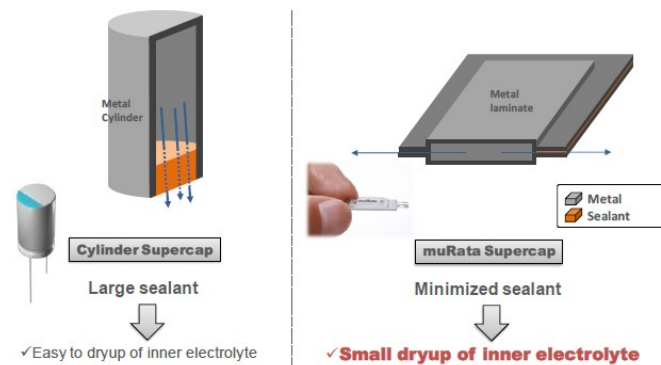 Metal
Cylinder
Cylinder Supercap
Large sealant
✓Easy to dryup of inner electrolyte
Metal
laminate
Metal
Sealant
muRata
muRata Supercap
Minimized sealant
✓Small dryup of inner electrolyte